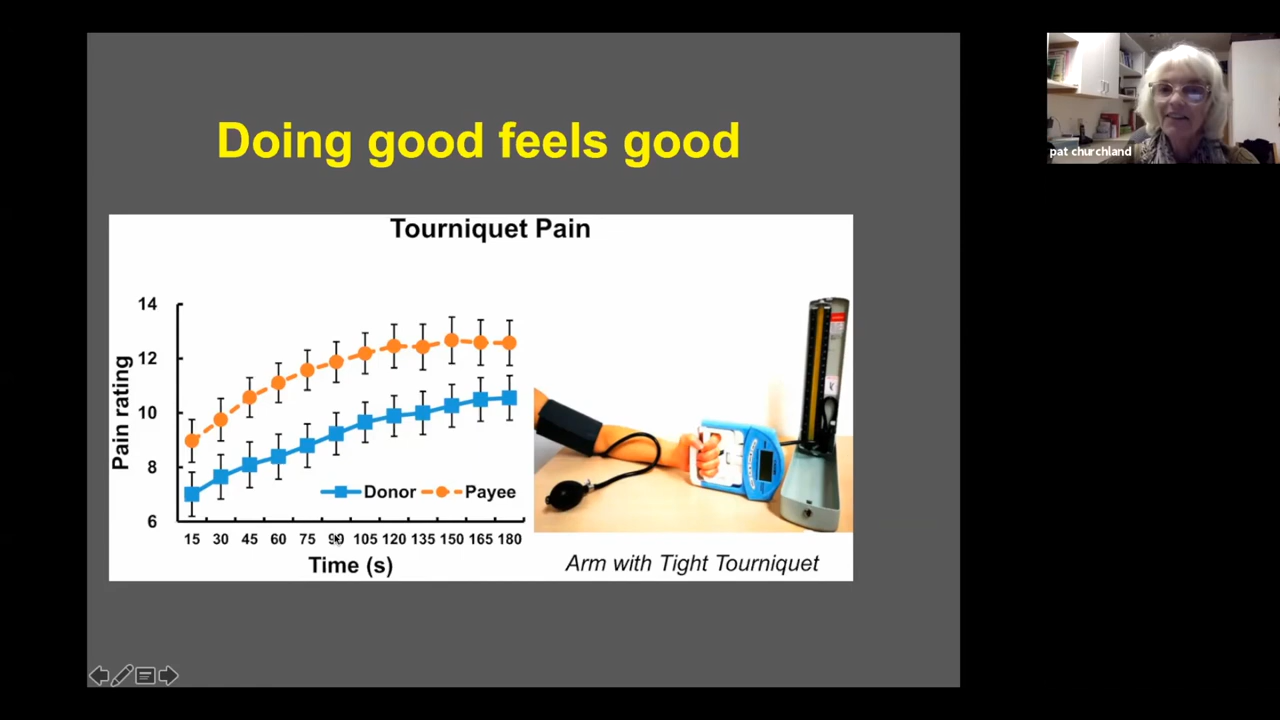 Doing good feels good
Tourniquet Pain
14
12
10
8
6
Pain rating
Donor
Payee
15 30 45 60 75 90 105 120 135 150 165 180
Time (s)
Arm with Tight Tourniquet
pat churchland